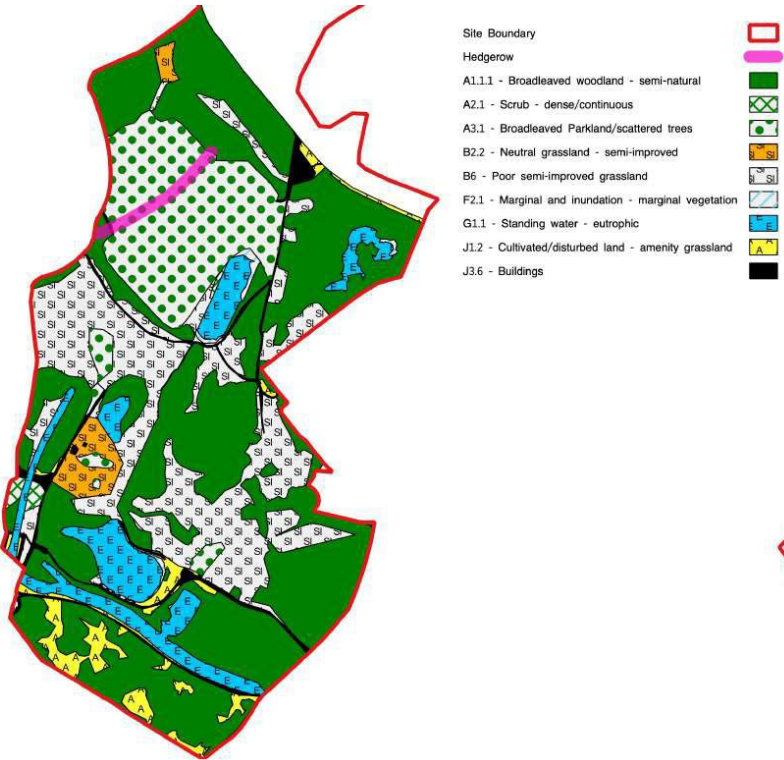 Site Boundary
Hedgerow
A1.1.1 - Broadleaved woodland - semi-natural
A2.1 - Scrub - dense/continuous
A3.1 - Broadleaved Parkland/scattered trees
B2.2 - Neutral grassland - semi-improved
B6 - Poor semi-improved grassland
F2.1 - Marginal and inundation - marginal vegetation
G1.1 - Standing water - eutrophic
J1.2 - Cultivated/disturbed land - amenity grassland
J3.6 - Buildings